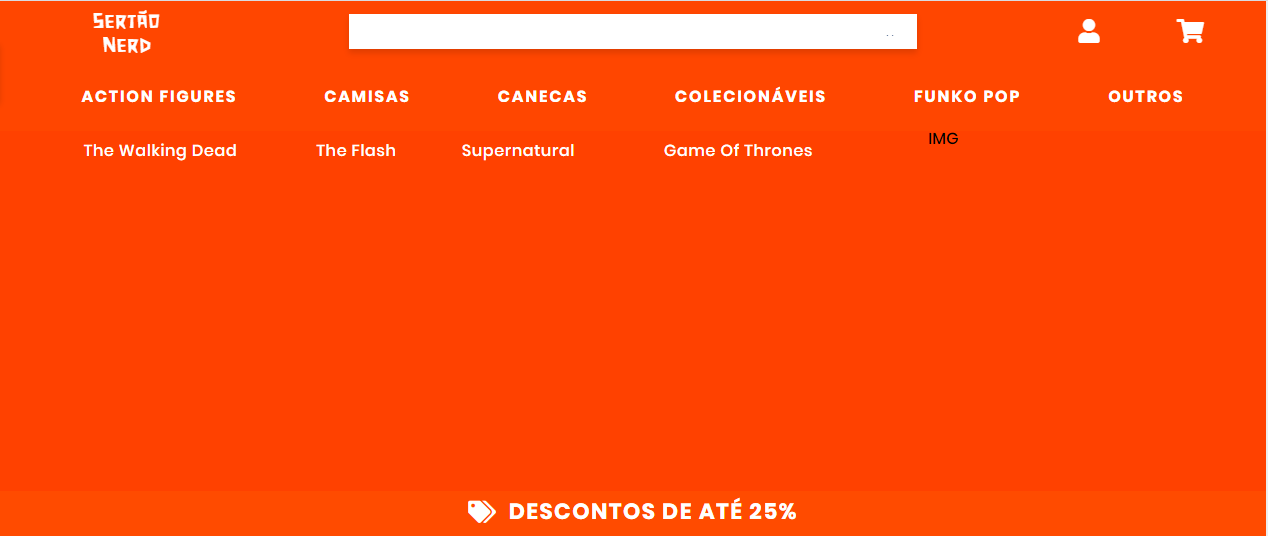 SERTÃO
NERD
ACTION FIGURES CAMISAS CANECAS COLECIONÁVEIS FUNKO POP OUTROS
The Walking Dead The Flash Supernatural Game Of Thrones IMG
DESCONTOS DE ATÉ 25%